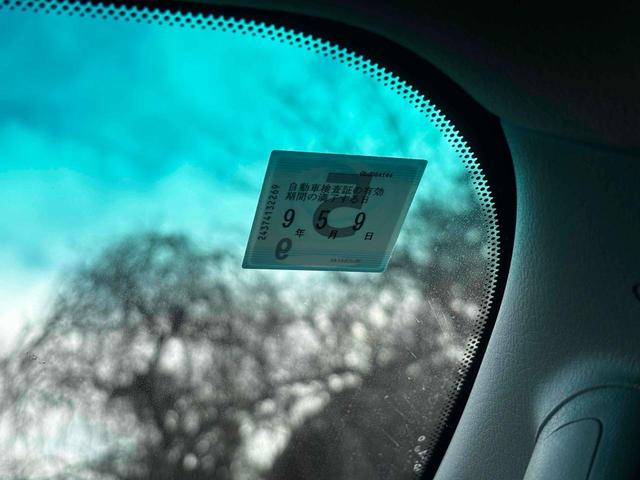 自動車検査証の有効
期間の満了する日
9年 5月 9日
24374132269